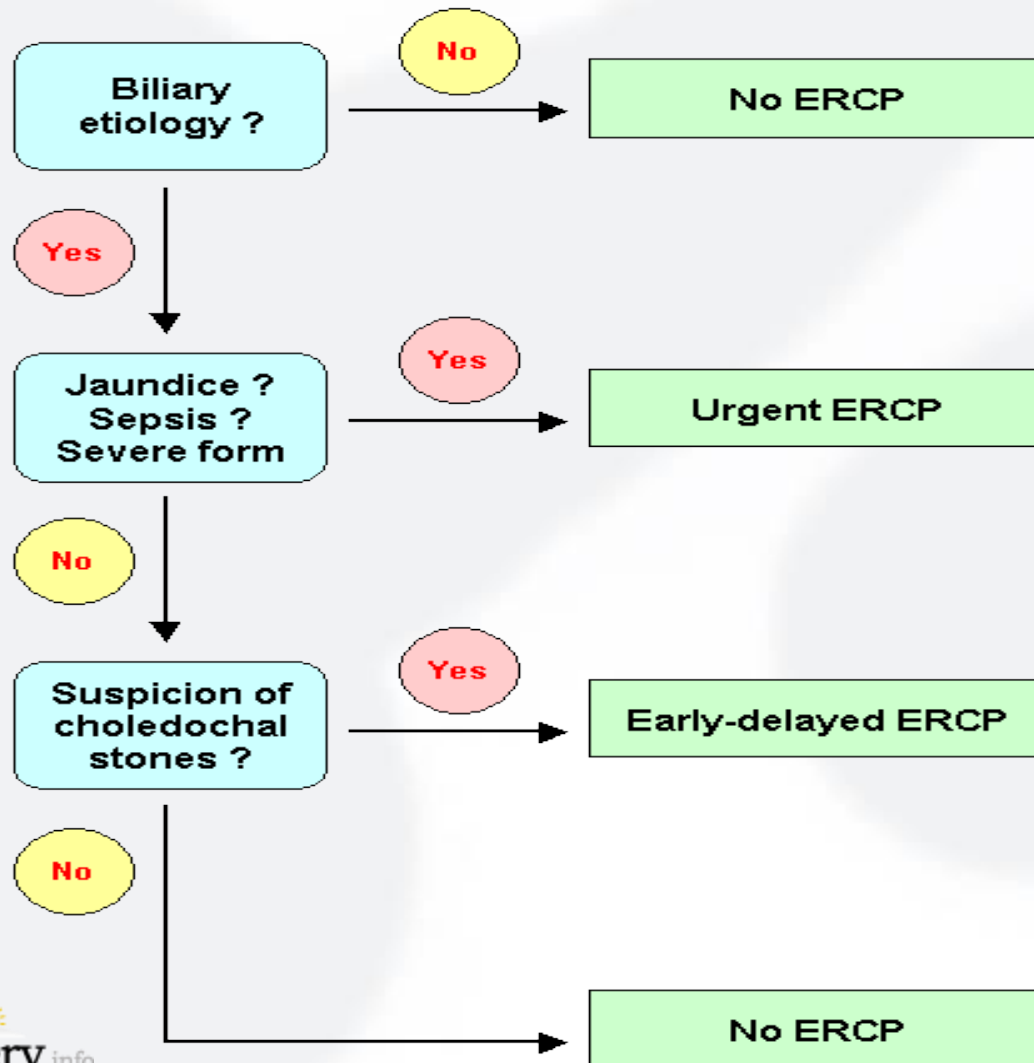 Biliary
etiology ?
No
No ERCP
Yes
Jaundice ?
Sepsis ?
Severe form
Yes
Urgent ERCP
No
Suspicion of
choledochal
stones ?
Yes
Early-delayed ERCP
No
No ERCP
info